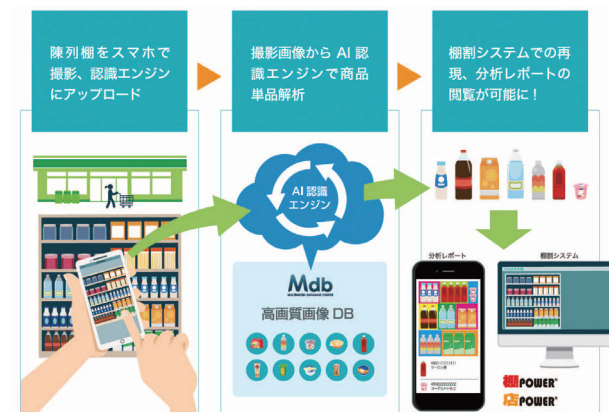 陳列棚をスマホで
撮影、認識エンジン
にアップロード
撮影画像から AI 認
識エンジンで商品
単品解析
棚割システムでの再
現、分析レポートの
閲覧が可能に！
AI 認識
エンジン
Mdb
高画質画像 DB
分析レポート
棚割システム
棚POWER
店POWER